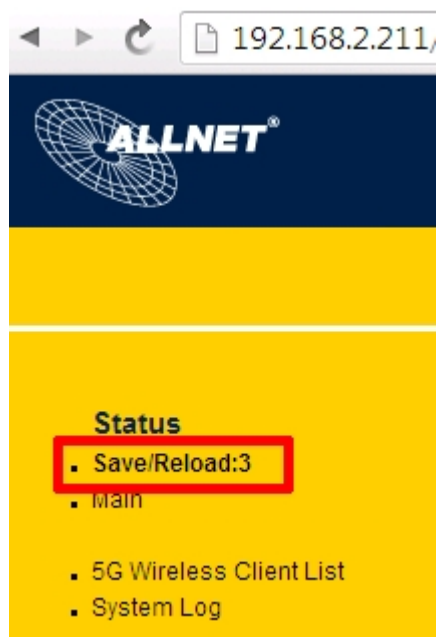 192.168.2.211/
ALLNET®
Status
Save/Reload:3
Main
5G Wireless Client List
System Log